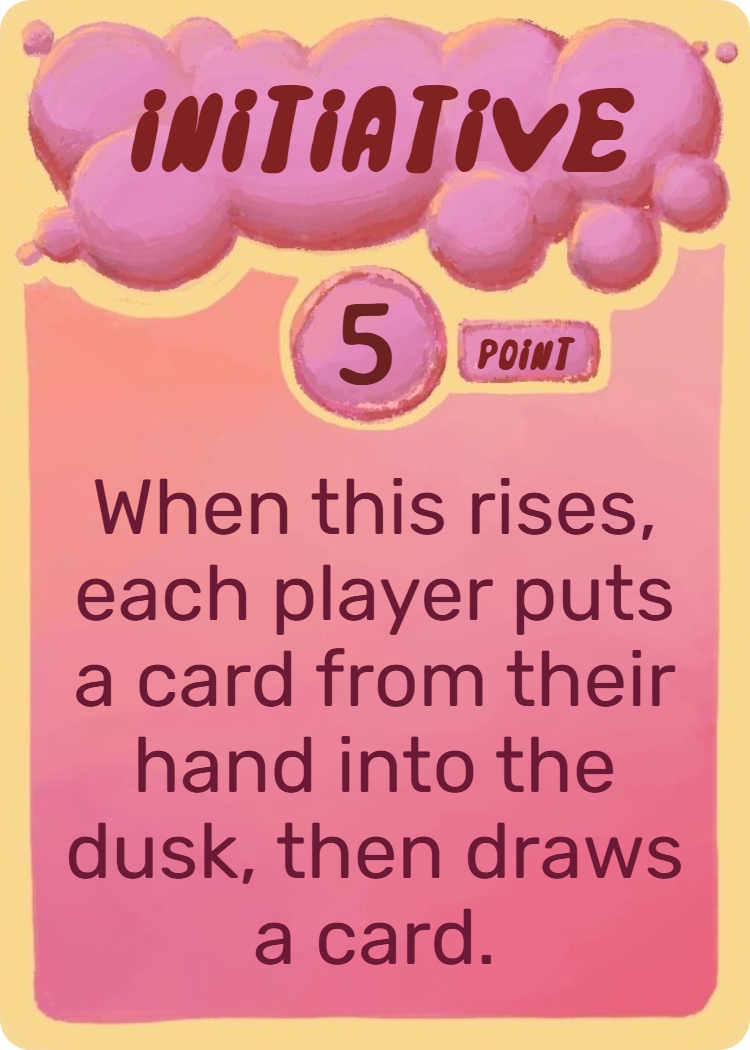 INITIATIVE
5
POINT
When this rises,
each player puts
a card from their
hand into the
dusk, then draws
a card.